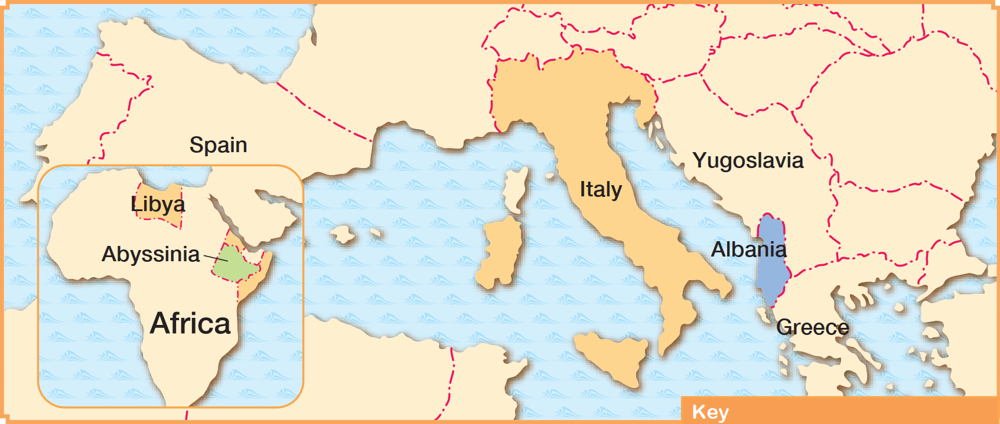 Spain
Yugoslavia
Italy
Libya
Albania
Abyssinia
Africa
Greece
Key